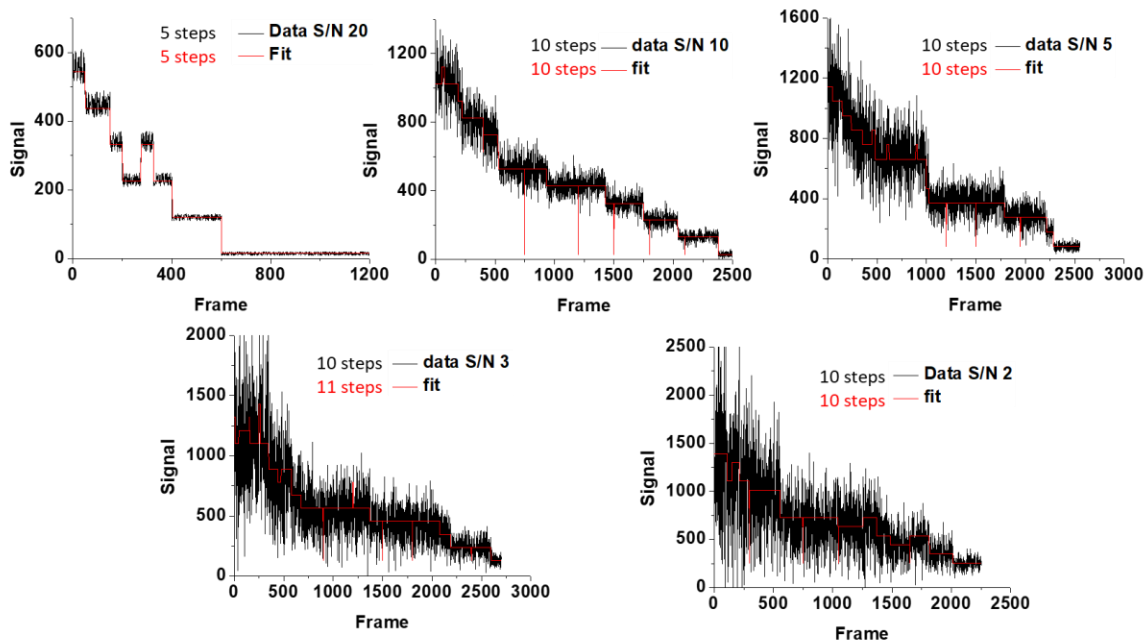 5 steps Data S/N 20
5 steps Fit
600
400
200
0
Signal
0 400 800 1200
Frame
10 steps data S/N 10
10 steps fit
1200
800
400
0
Signal
0 500 1000 1500 2000 2500
Frame
10 steps data S/N 5
10 steps fit
1600
1200
800
400
0
Signal
0 500 1000 1500 2000 2500 3000
Frame
10 steps data S/N 3
11 steps fit
2000
1500
1000
500
0
Signal
0 500 1000 1500 2000 2500 3000
Frame
10 steps Data S/N 2
10 steps fit
2500
2000
1500
1000
500
0
Signal
0 500 1000 1500 2000 2500
Frame